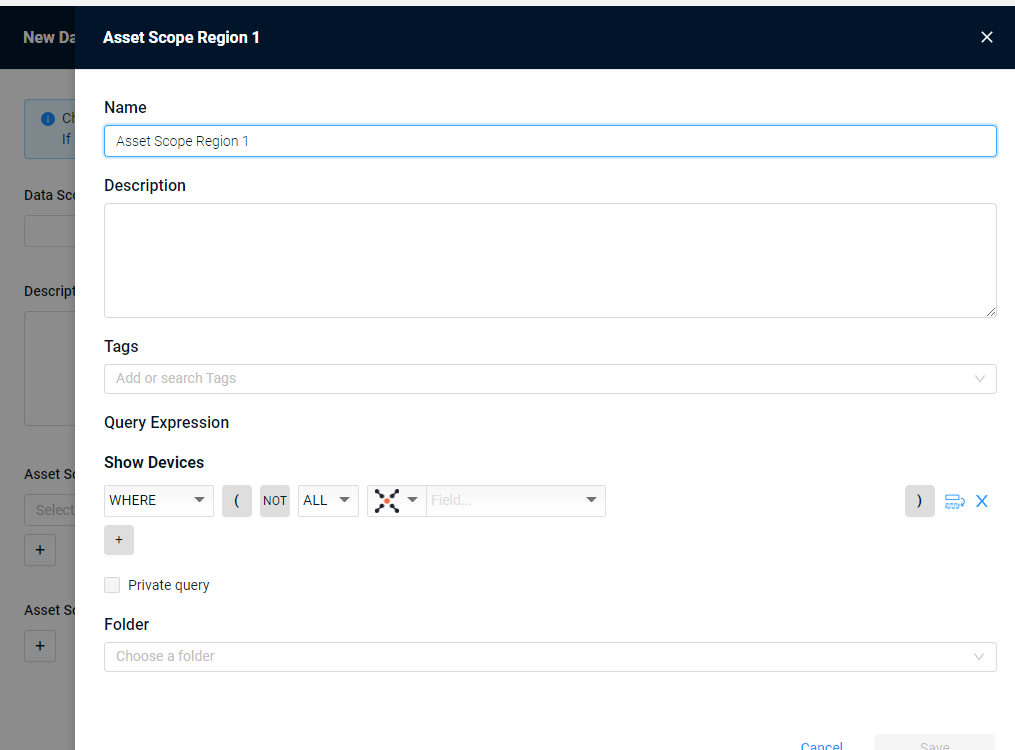 New Da
Asset Scope Region 1
Ch
If
Name
Asset Scope Region 1
Data Sco
Description
Descript
Tags
Add or search Tags
Query Expression
Show Devices
Asset Sc
Select
WHERE ( NOT ALL Field... ) X
+
+
Private query
Asset Sc
Folder
+
Choose a folder
Cancel Save